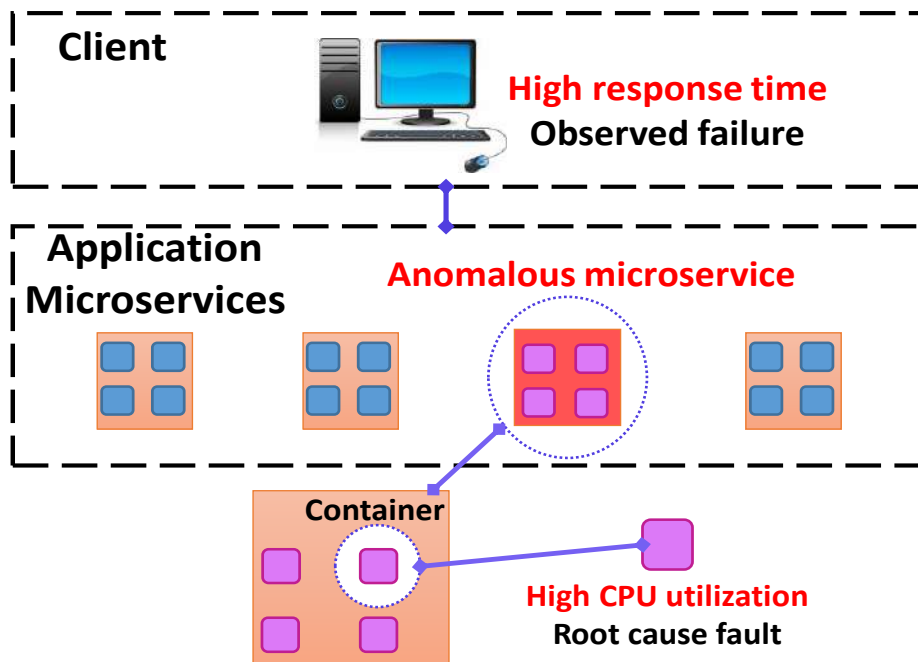 Client
High response time
Observed failure
Application
Microservices
Anomalous microservice
Container
High CPU utilization
Root cause fault